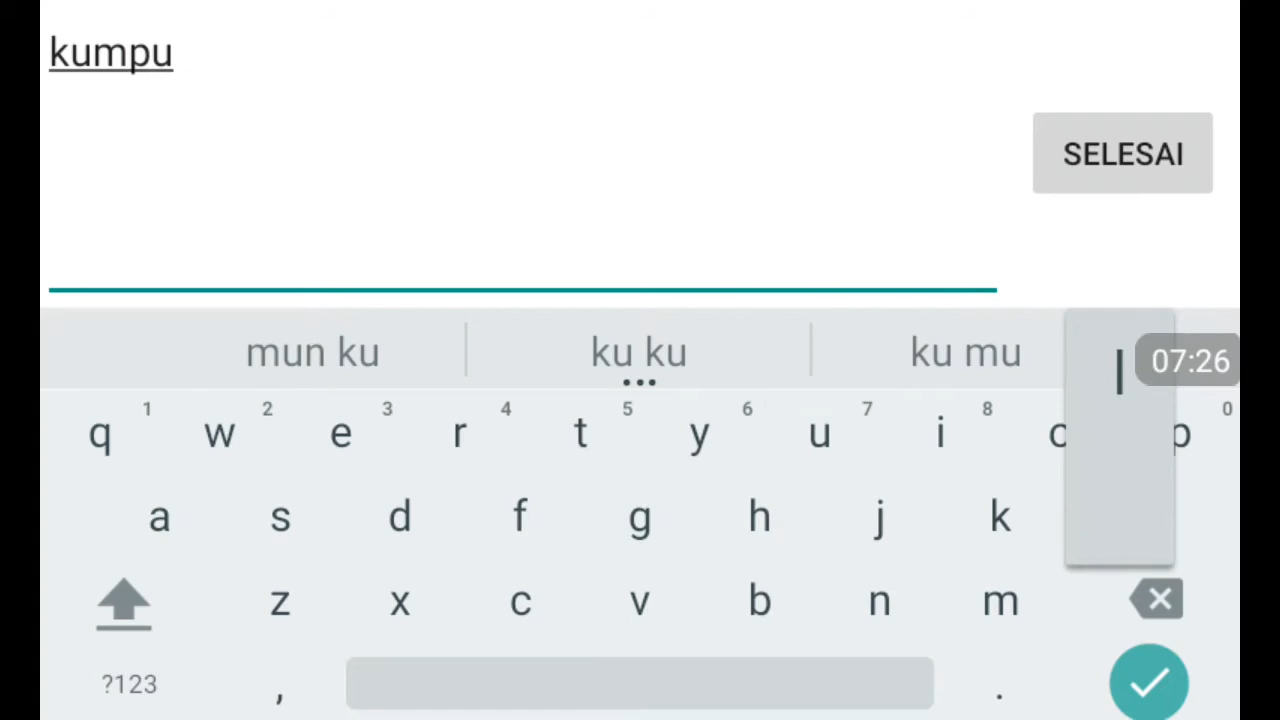 kumpu
SELESAI
mun ku
ku ku
ku mu
l
07:26
1 2 3 4 5 6 7 8 0
q w e r t y u i o p
a s d f g h j k
z x c v b n m
?123 , .